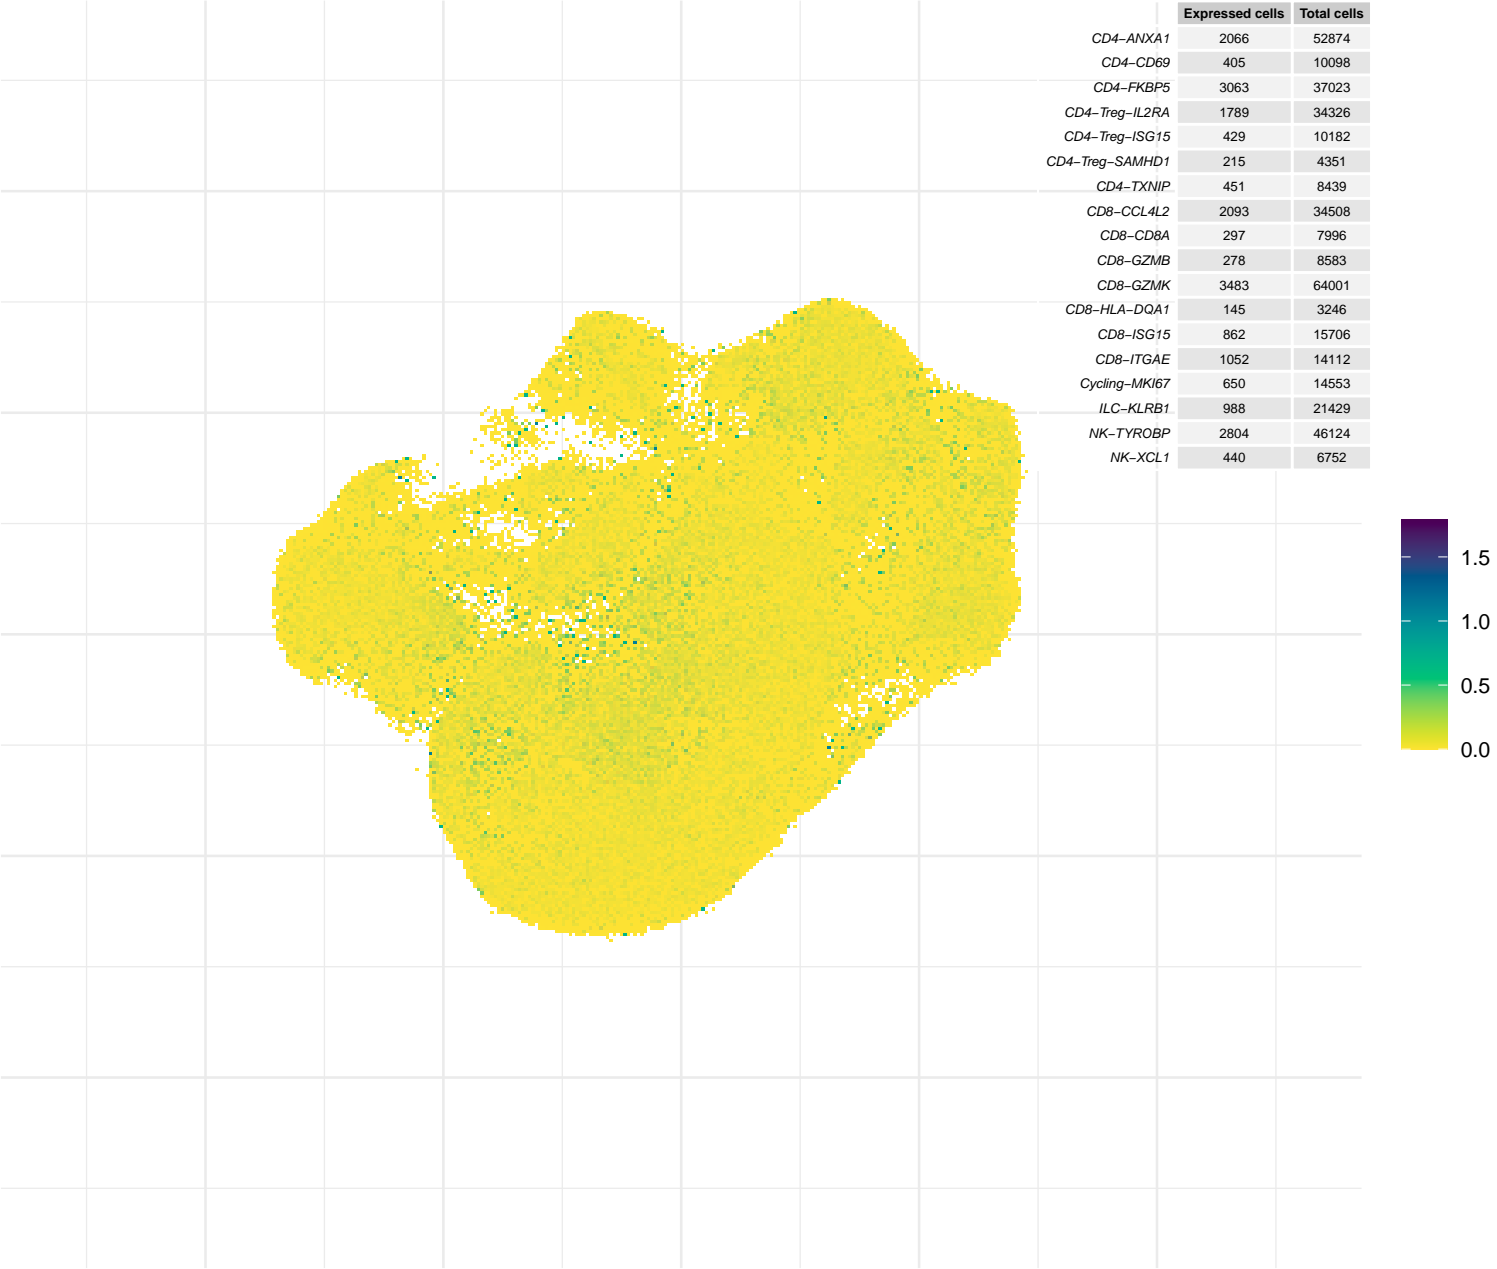 Expressed cells Total cells
CD4−ANXA1 2066 52874
CD4−CD69 405 10098
CD4−FKBP5 3063 37023
CD4−Treg−IL2RA 1789 34326
CD4−Treg−ISG15 429 10182
CD4−Treg−SAMHD1 215 4351
CD4−TXNIP 451 8439
CD8−CCL4L2 2093 34508
CD8−CD8A 297 7996
CD8−GZMB 278 8583
CD8−GZMK 3483 64001
CD8−HLA−DQA1 145 3246
CD8−ISG15 862 15706
CD8−ITGAE 1052 14112
Cycling−MKI67 650 14553
ILC−KLRB1 988 21429
NK−TYROBP 2804 46124
NK−XCL1 440 6752
1.5
1.0
0.5
0.0